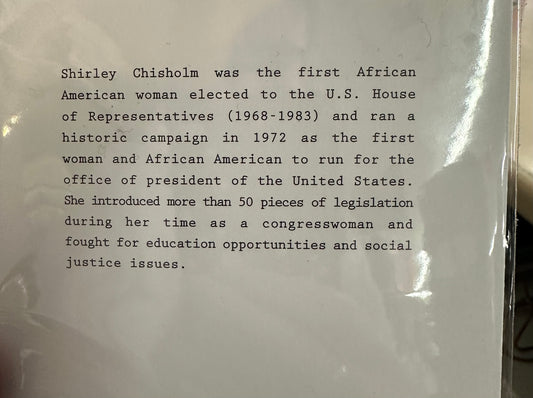 Shirley Chisholm was the first African
American woman elected to the U.S. House
of Representatives (1968-1983) and ran a
historic campaign in 1972 as the first
woman and African American to run for the
office of president of the United States.
She introduced more than 50 pieces of legislation
during her time as a congresswoman and
fought for education opportunities and social
justice issues.